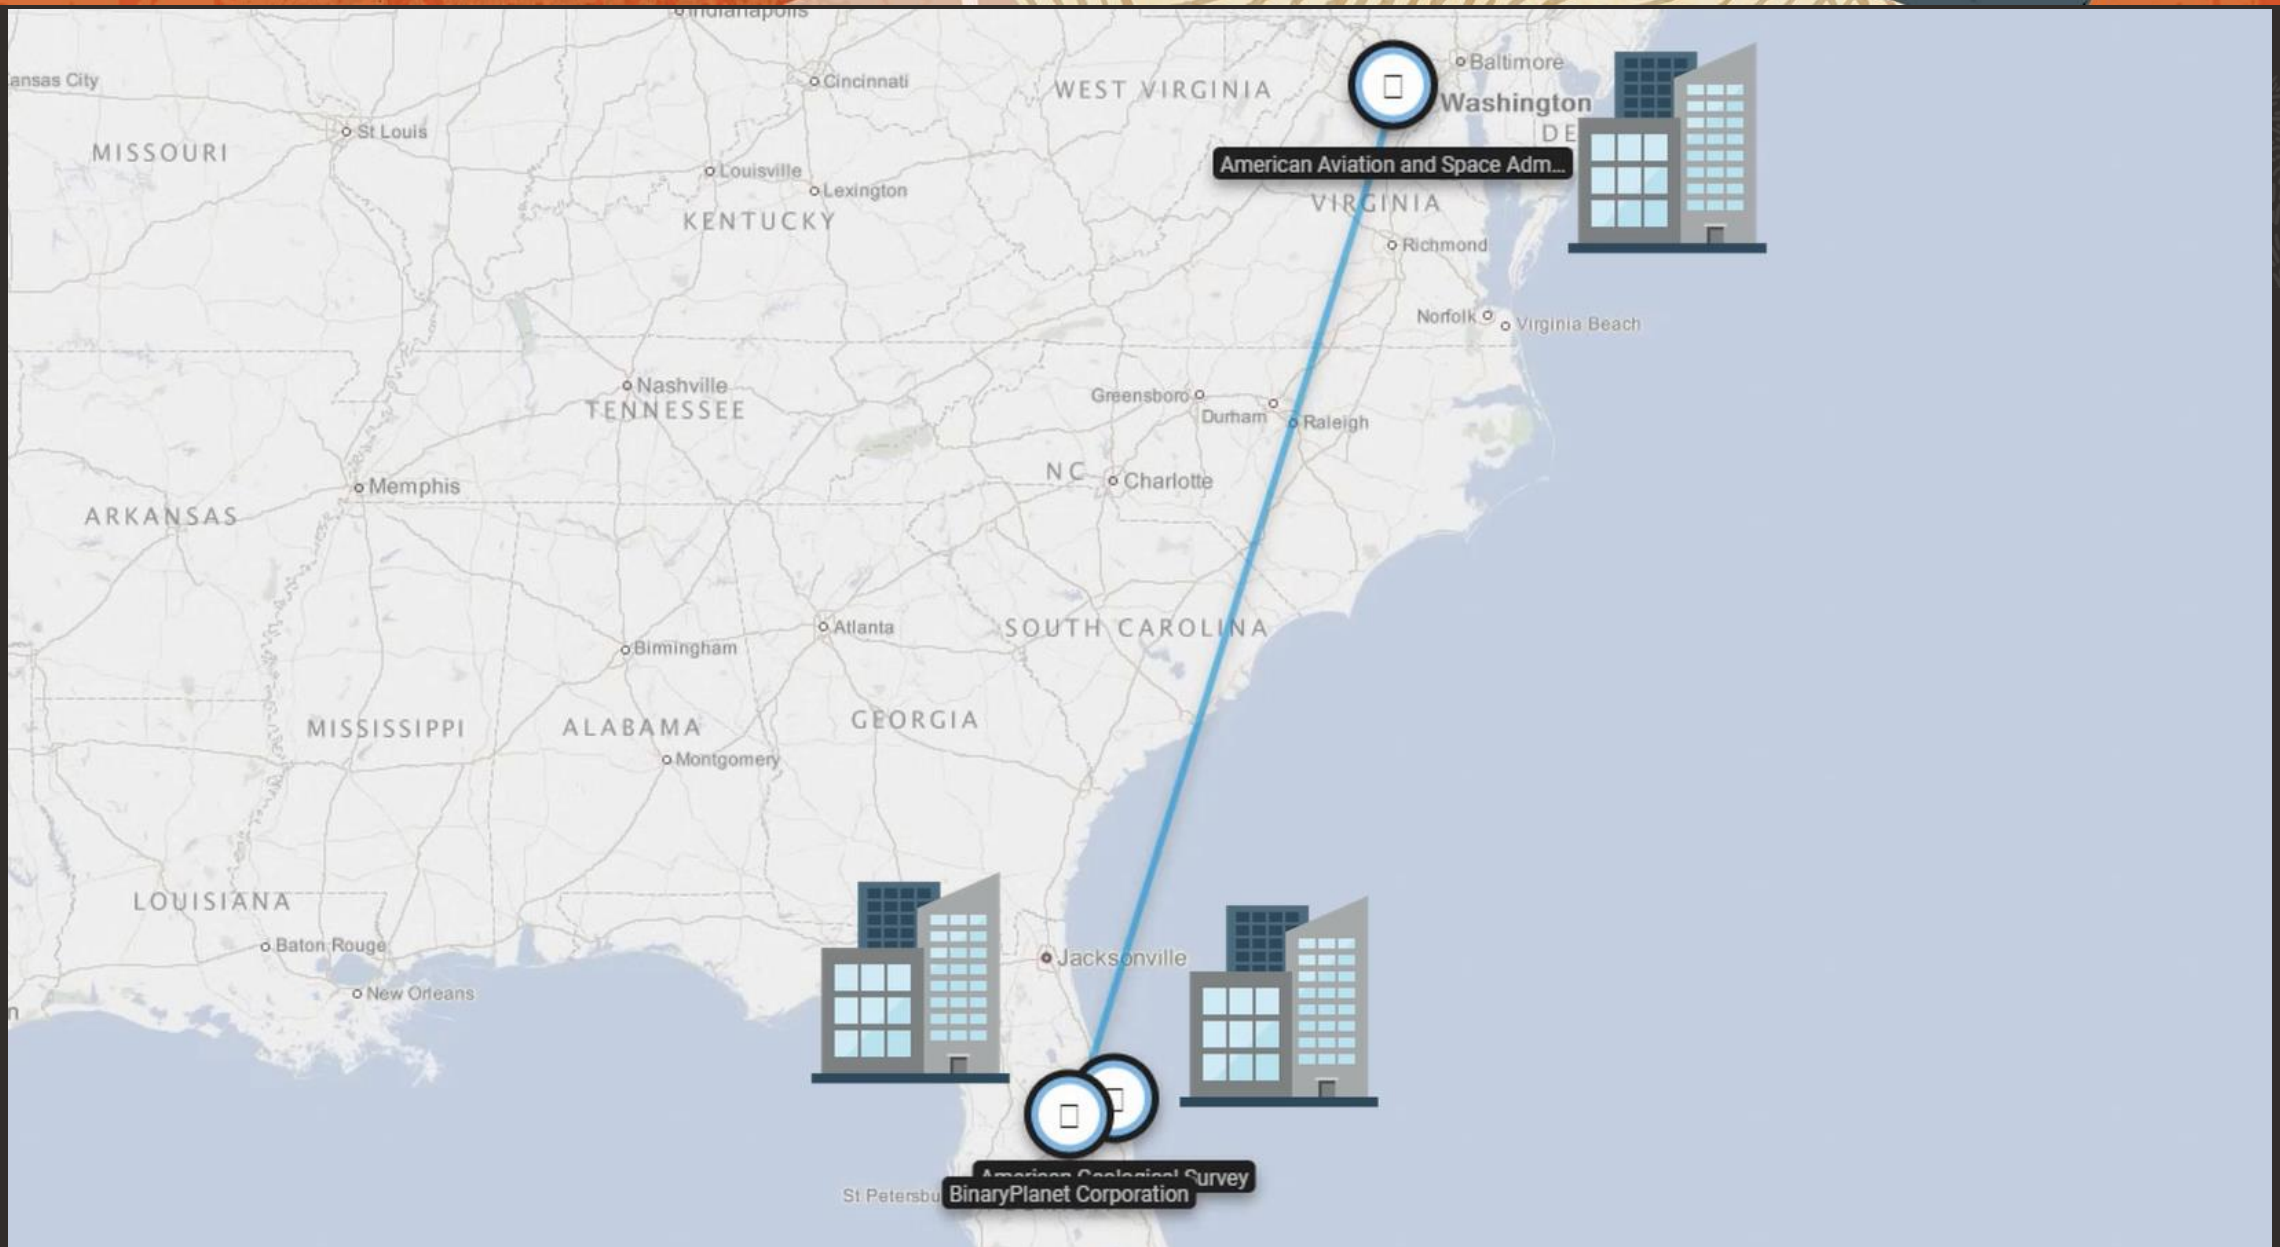 Indianapolis
ansas City
Cincinnati
WEST VIRGINIA
Baltimore
Washington
St Louis
DE
MISSOURI
American Aviation and Space Adm...
Louisville
Lexington
VIRGINIA
KENTUCKY
Richmond
Norfolk
Virginia Beach
Nashville
TENNESSEE
Greensboro
Durham
Raleigh
NC
Charlotte
Memphis
ARKANSAS
SOUTH CAROLINA
Atlanta
Birmingham
GEORGIA
MISSISSIPPI
ALABAMA
Montgomery
LOUISIANA
Baton Rouge
Jacksonville
New Orleans
n
American Geological Survey
St Petersbu
BinaryPlanet Corporation